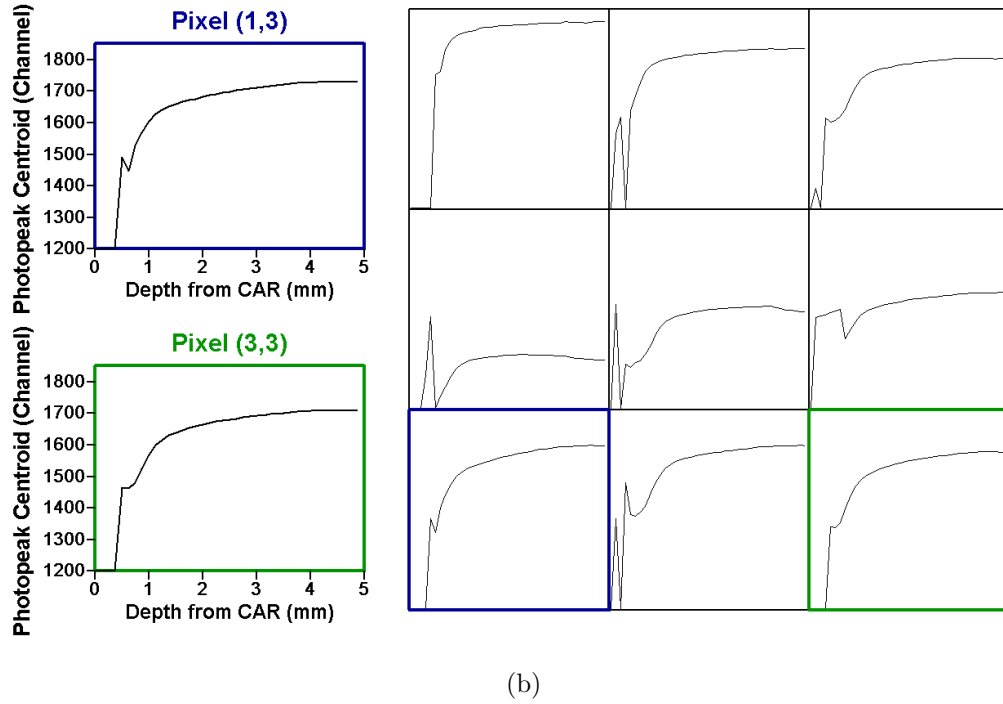 Pixel (1,3)
Photopeak Centroid (Channel)
1800
1700
1600
1500
1400
1300
1200
0 1 2 3 4 5
Depth from CAR (mm)
Pixel (3,3)
Photopeak Centroid (Channel)
1800
1700
1600
1500
1400
1300
1200
0 1 2 3 4 5
Depth from CAR (mm)
(b)